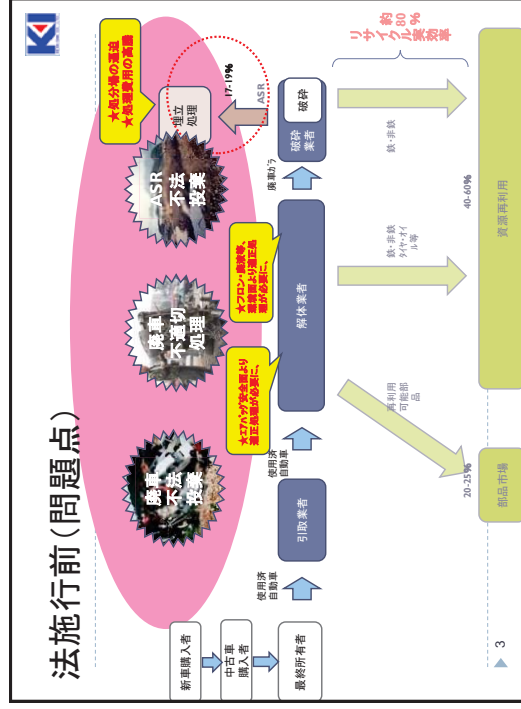 法施行前(問題点)
KI
★処分場の逼迫
★処理費用の高騰
廃車
不法
投棄
廃車
不適切
処理
ASR
不法
投棄
埋立
処理
17-19%
ASR
★エアバッグ安全面より
適正処理が必要に、
★フロン・廃液等、
環境面より適正処
理が必要に、
新車購入者
中古車
購入者
最終所有者
使用済
自動車
引取業者
使用済
自動車
解体業者
廃車ガラ
破砕
業者
破砕
再利用
可能部
品
鉄・非鉄
タイヤ・オイ
ル等
鉄・非鉄
約80%
リサイクル実効率
20-25%
40-60%
部品市場
資源再利用
3